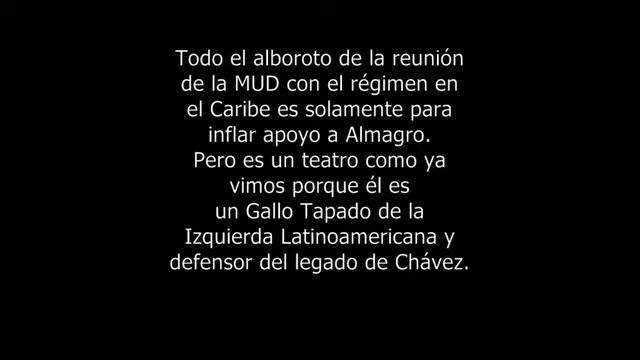 Todo el alboroto de la reunión
de la MUD con el régimen en
el Caribe es solamente para
inflar apoyo a Almagro.
Pero es un teatro como ya
vimos porque él es
un Gallo Tapado de la
Izquierda Latinoamericana y
defensor del legado de Chávez.